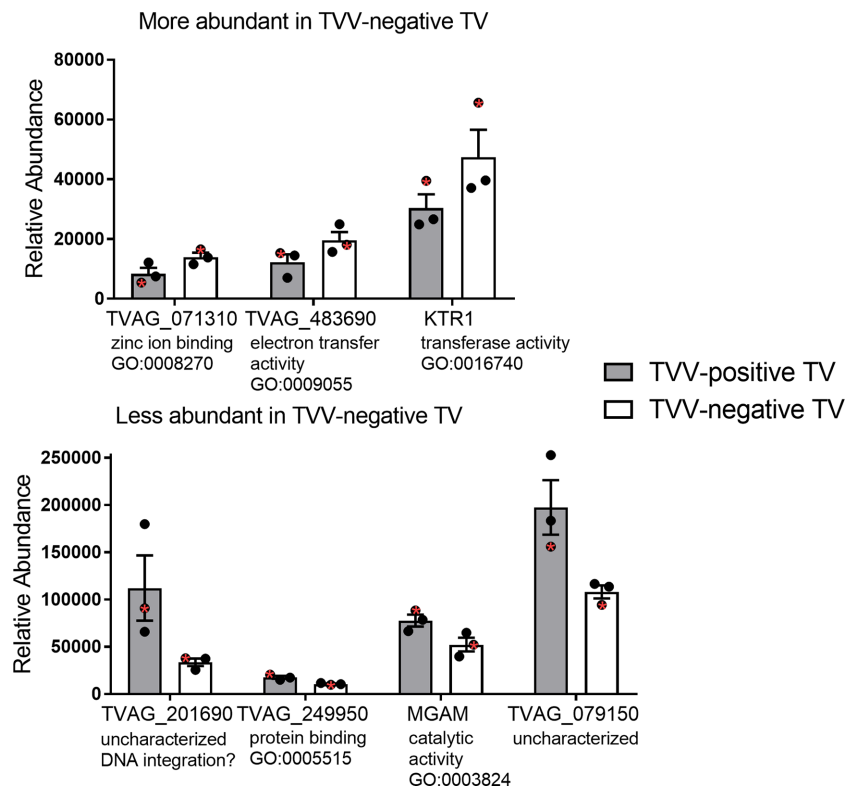 More abundant in TVV-negative TV
Relative Abundance
80000
60000
40000
20000
0
TVAG_071310 TVAG_483690 KTR1
zinc ion binding electron transfer transferase activity
GO:0008270 activity GO:0016740
GO:0009055
TVV-positive TV
TVV-negative TV
Less abundant in TVV-negative TV
Relative Abundance
250000
200000
150000
100000
50000
0
TVAG_201690 TVAG_249950 MGAM TVAG_079150
uncharacterized protein binding catalytic uncharacterized
DNA integration? GO:0005515 activity
GO:0003824